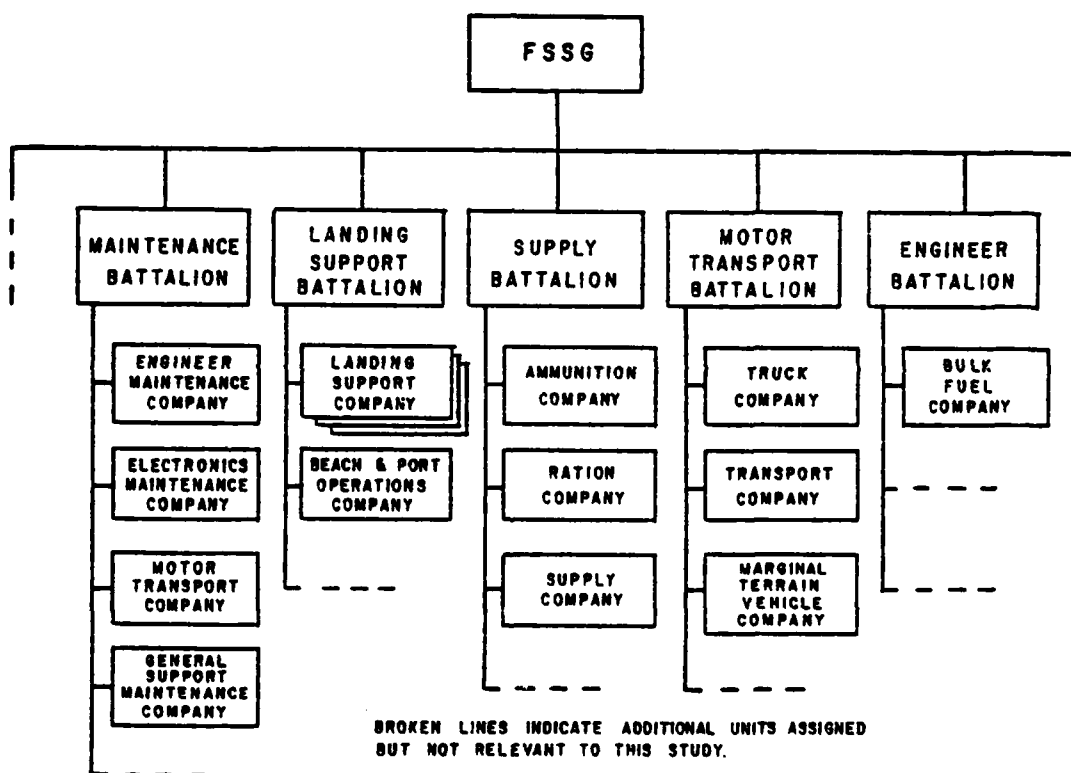 FSSG
MAINTENANCE
BATTALION
LANDING
SUPPORT
BATTALION
SUPPLY
BATTALION
MOTOR
TRANSPORT
BATTALION
ENGINEER
BATTALION
ENGINEER
MAINTENANCE
COMPANY
ELECTRONICS
MAINTENANCE
COMPANY
MOTOR
TRANSPORT
COMPANY
GENERAL
SUPPORT
MAINTENANCE
COMPANY
LANDING
SUPPORT
COMPANY
BEACH & PORT
OPERATIONS
COMPANY
AMMUNITION
COMPANY
RATION
COMPANY
SUPPLY
COMPANY
TRUCK
COMPANY
TRANSPORT
COMPANY
MARGINAL
TERRAIN
VEHICLE
COMPANY
BULK
FUEL
COMPANY
BROKEN LINES INDICATE ADDITIONAL UNITS ASSIGNED
BUT NOT RELEVANT TO THIS STUDY.